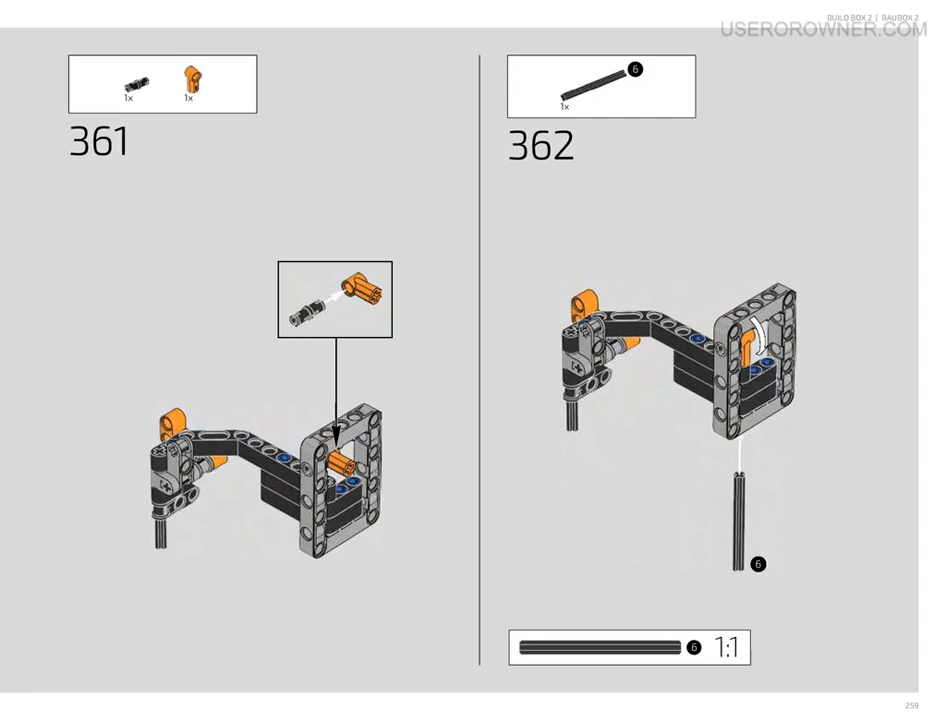 BUILD BOX 2 | BAUBOX 2
USEROROWNER.COM
1x
1x
361
6
1x
362
6
6
1:1
259